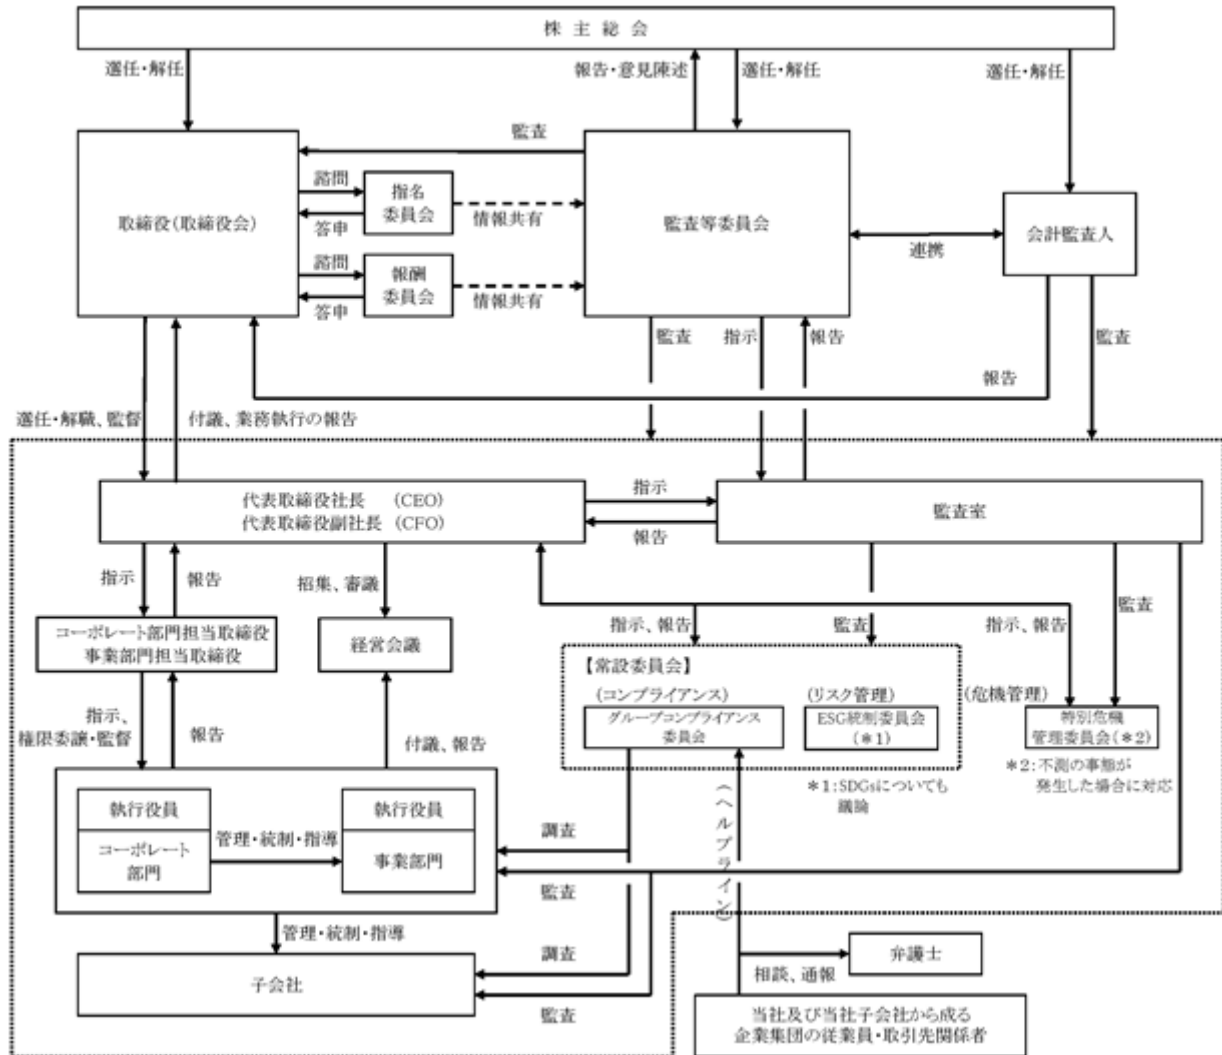 株主総会
選任・解任
報告・意見陳述
選任・解任
選任・解任
監査
取締役(取締役会)
諮問
答申
指名
委員会
情報共有
諮問
答申
報酬
委員会
情報共有
監査等委員会
連携
会計監査人
監査
指示
報告
報告
監査
選任・解職、監督
付議、業務執行の報告
代表取締役社長 (CEO)
代表取締役副社長 (CFO)
指示
報告
監査室
指示
報告
招集、審議
コーポレート部門担当取締役
事業部門担当取締役
経営会議
指示、報告
監査
指示、報告
監査
【常設委員会】
(コンプライアンス)
グループコンプライアンス
委員会
(リスク管理)
ESG統制委員会
(*1)
(危機管理)
特別危機
管理委員会(*2)
*1:SDGsについても
議論
*2:不測の事態が
発生した場合に対応
指示、
権限委譲・監督
報告
付議、報告
執行役員
コーポレート
部門
管理・統制・指導
執行役員
事業部門
調査
監査
(ヘルプライン)
管理・統制・指導
子会社
調査
監査
相談、通報
弁護士
当社及び当社子会社から成る
企業集団の従業員・取引先関係者